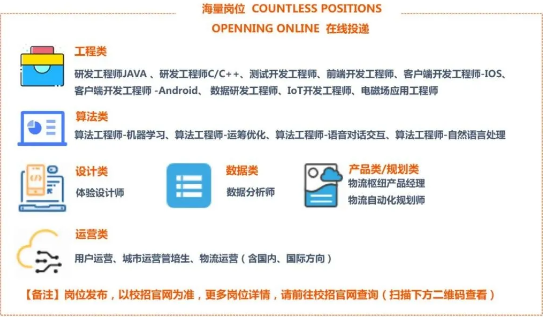 海量岗位 COUNTLESS POSITIONS
OPENNING ONLINE 在线投递
工程类
研发工程师JAVA 、研发工程师C/C++、测试开发工程师、前端开发工程师、客户端开发工程师-IOS、
客户端开发工程师 -Android、 数据研发工程师、IoT开发工程师、电磁场应用工程师
算法类
算法工程师-机器学习、算法工程师-运筹优化、算法工程师-语音对话交互、算法工程师-自然语言处理
设计类
体验设计师
数据类
数据分析师
产品类/规划类
物流枢纽产品经理
物流自动化规划师
运营类
用户运营、城市运营管培生、物流运营（含国内、国际方向）
【备注】岗位发布，以校招官网为准，更多岗位详情，请前往校招官网查询（扫描下方二维码查看）